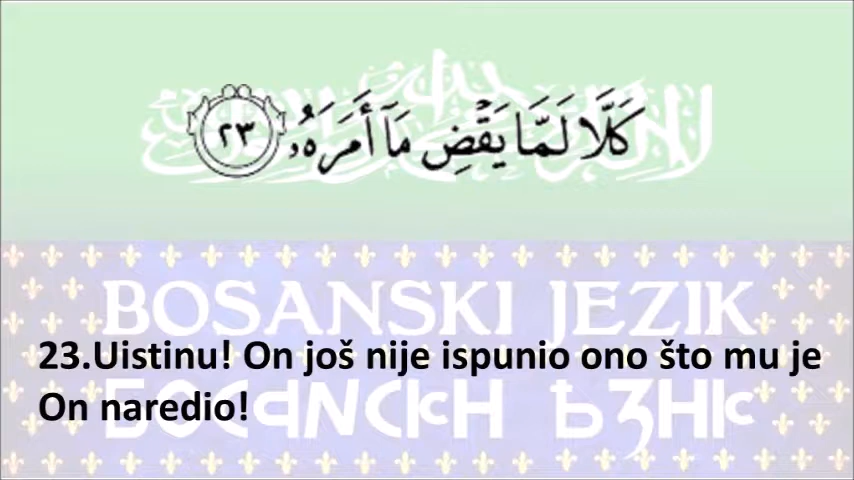 كَلَّا لَمَّا يَقْضِ مَآ أَمَرَهُۥ ٢٣
BOSANSKI JEZIK
23.Uistinu! On još nije ispunio ono što mu je
On naredio!